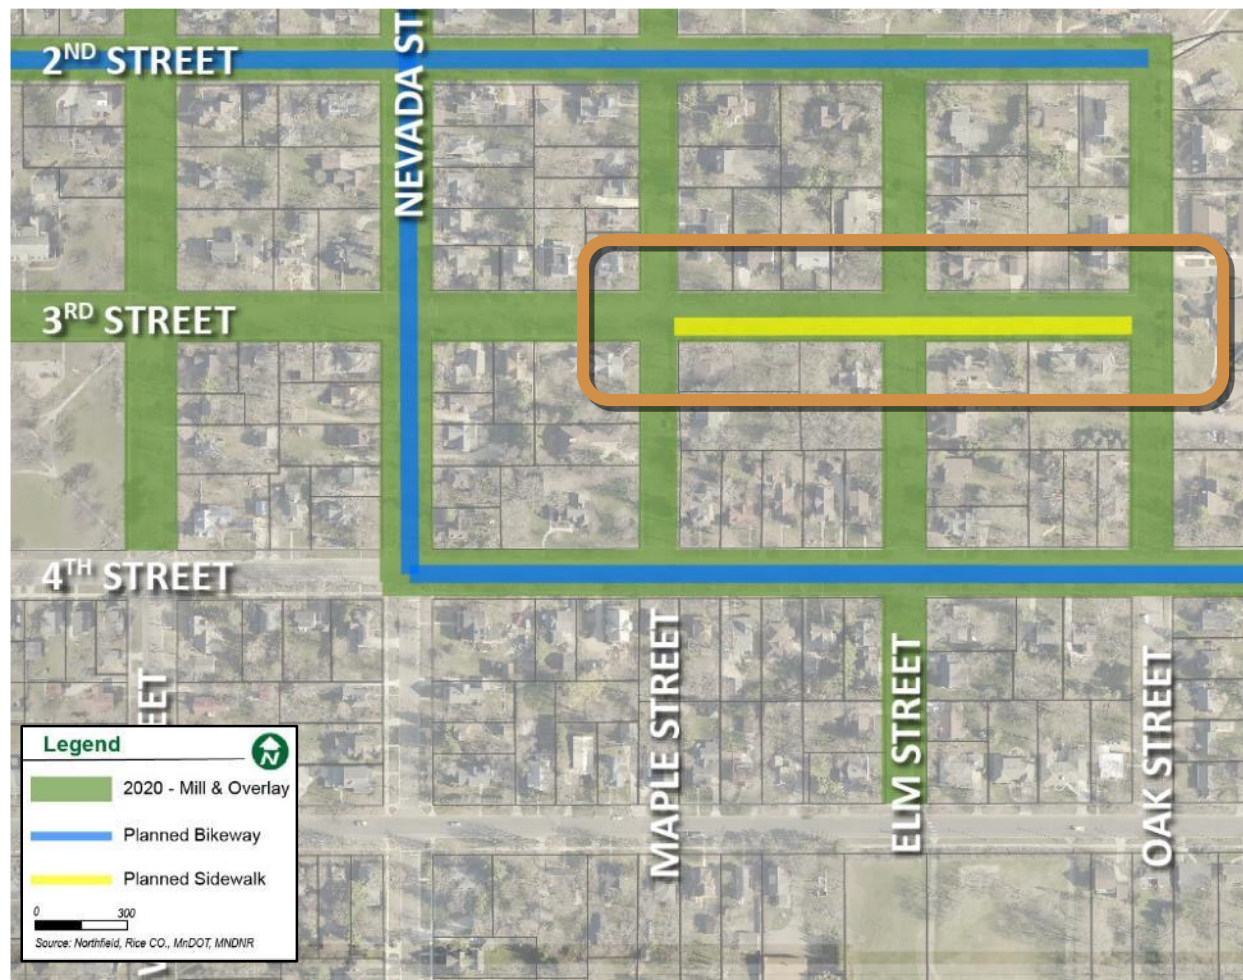 2ND STREET
NEVADA ST
3RD STREET
4TH STREET
EET
MAPLE STREET
ELM STREET
OAK STREET
Legend
N
2020 - Mill & Overlay
Planned Bikeway
Planned Sidewalk
0 300
Source: Northfield, Rice CO., MnDOT, MNDNR